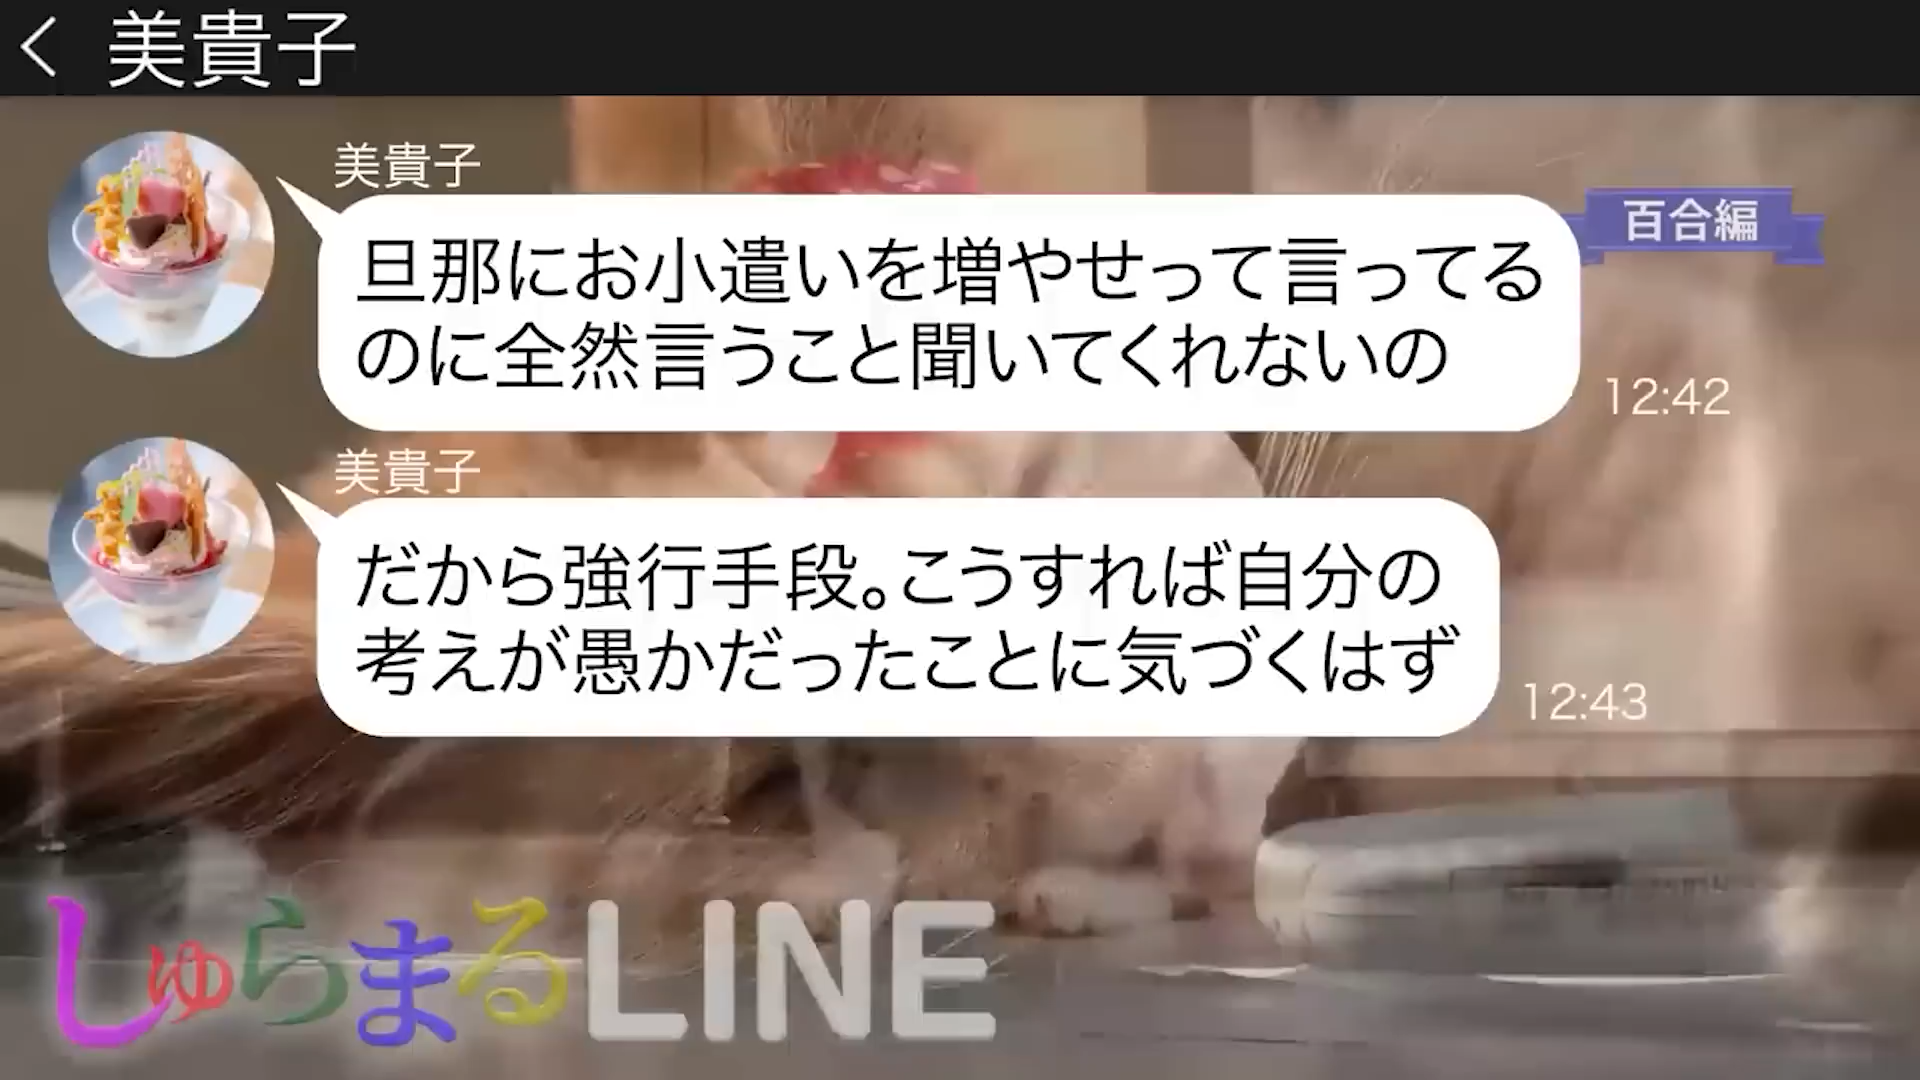 美貴子
美貴子
百合編
旦那にお小遣いを増やせって言ってる
のに全然言うこと聞いてくれないの
12:42
美貴子
だから強行手段。こうすれば自分の
考えが愚かだったことに気づくはず
12:43
しゅらまるLINE